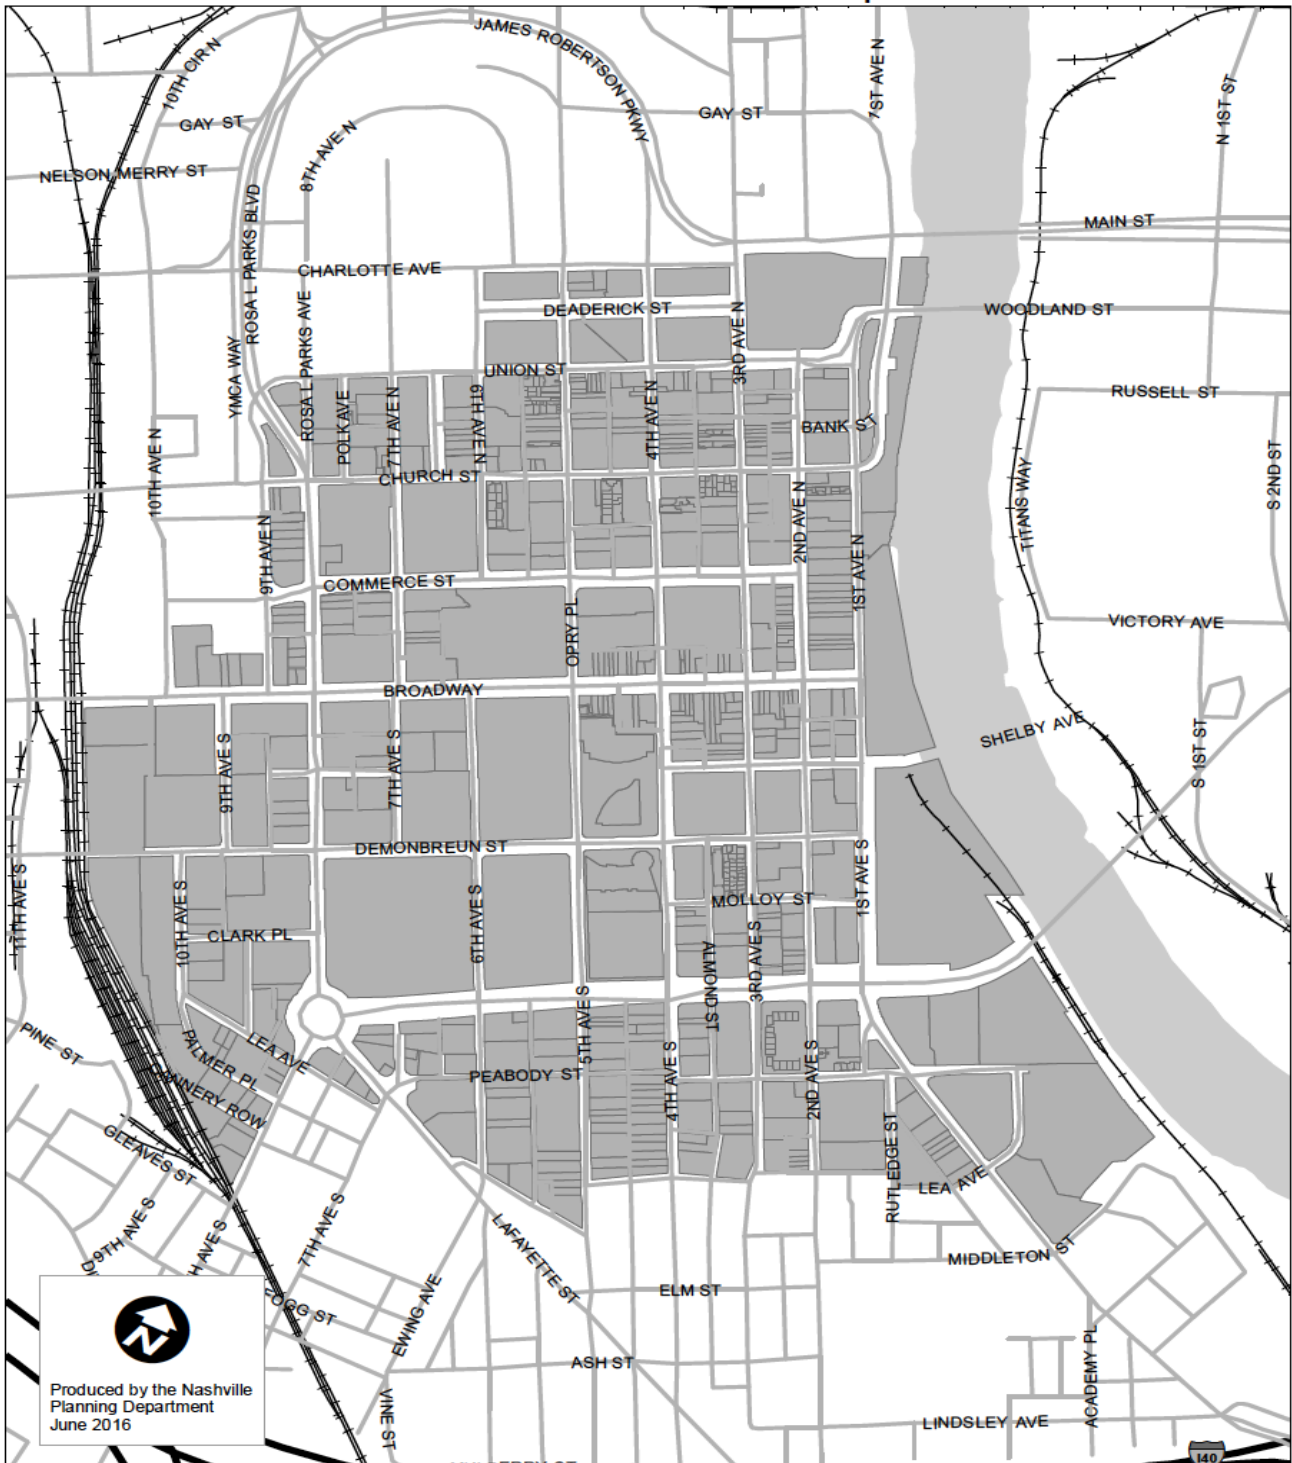 JAMES ROBERTSON PKWY
10TH CIR N
7ST AVE N
GAY ST
GAY ST
N 1ST ST
8TH AVE N
NELSON MERRY ST
ROSA L PARKS BLVD
MAIN ST
CHARLOTTE AVE
DEADERICK ST
WOODLAND ST
ROSA L PARKS AVE
3RD AVE N
YMCA WAY
UNION ST
RUSSELL ST
POLK AVE
7TH AVE N
6TH AVE N
4TH AVE N
BANK ST
10TH AVE N
CHURCH ST
S 2ND ST
TITANS WAY
2ND AVE N
9TH AVE N
1ST AVE N
COMMERCE ST
OPRY PL
VICTORY AVE
BROADWAY
SHELBY AVE
9TH AVE S
7TH AVE S
S 1ST ST
DEMONBREUN ST
11TH AVE S
10TH AVE S
6TH AVE S
MOLLOY ST
1ST AVE S
CLARK PL
ALMOND ST
3RD AVE S
5TH AVE S
PINE ST
PALMER PL
LEA AVE
PEABODY ST
4TH AVE S
2ND AVE S
CANNERY ROW
GLEAVES ST
RUTLEDGE ST
LEA AVE
9TH AVE S
H AVE S
7TH AVE S
LAFAYETTE ST
MIDDLETON ST
ELM ST
FOGG ST
EWING AVE
ASH ST
ACADEMY PL
VINE ST
LINDSLEY AVE
140
N
Produced by the Nashville
Planning Department
June 2016